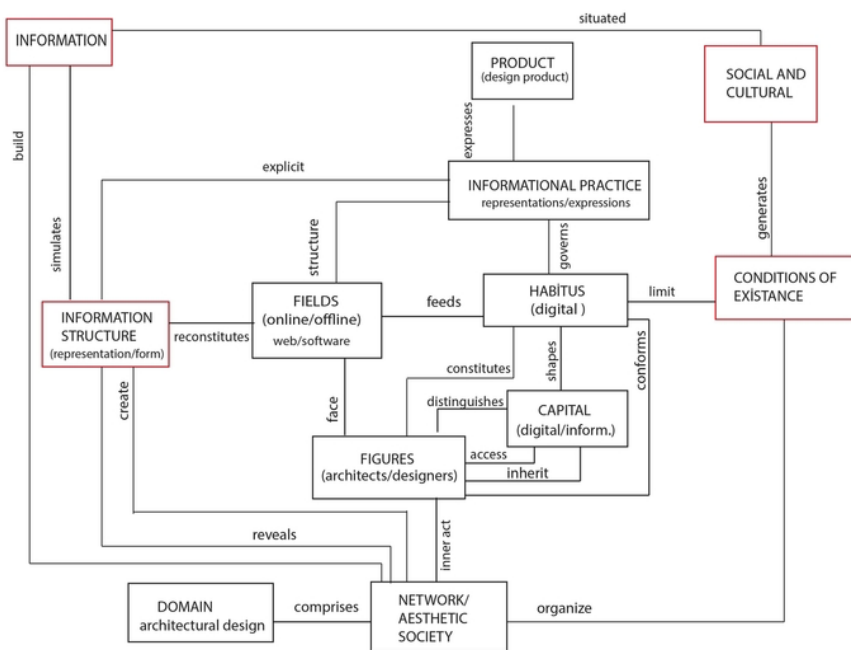 situated
INFORMATION
PRODUCT
(design product)
SOCIAL AND
CULTURAL
build
expresses
explicit
INFORMATIONAL PRACTICE
representations/expressions
simulates
structure
governs
generates
FIELDS
(online/offline)
web/software
feeds
HABİTUS
(digital )
limit
CONDITIONS OF
EXİSTANCE
INFORMATION
STRUCTURE
(representation/form)
reconstitutes
constitutes
shapes
conforms
create
face
distinguishes
CAPITAL
(digital/inform.)
FIGURES
(architects/designers)
access
inherit
reveals
inner act
DOMAIN
architectural design
comprises
NETWORK/
AESTHETIC
SOCIETY
organize